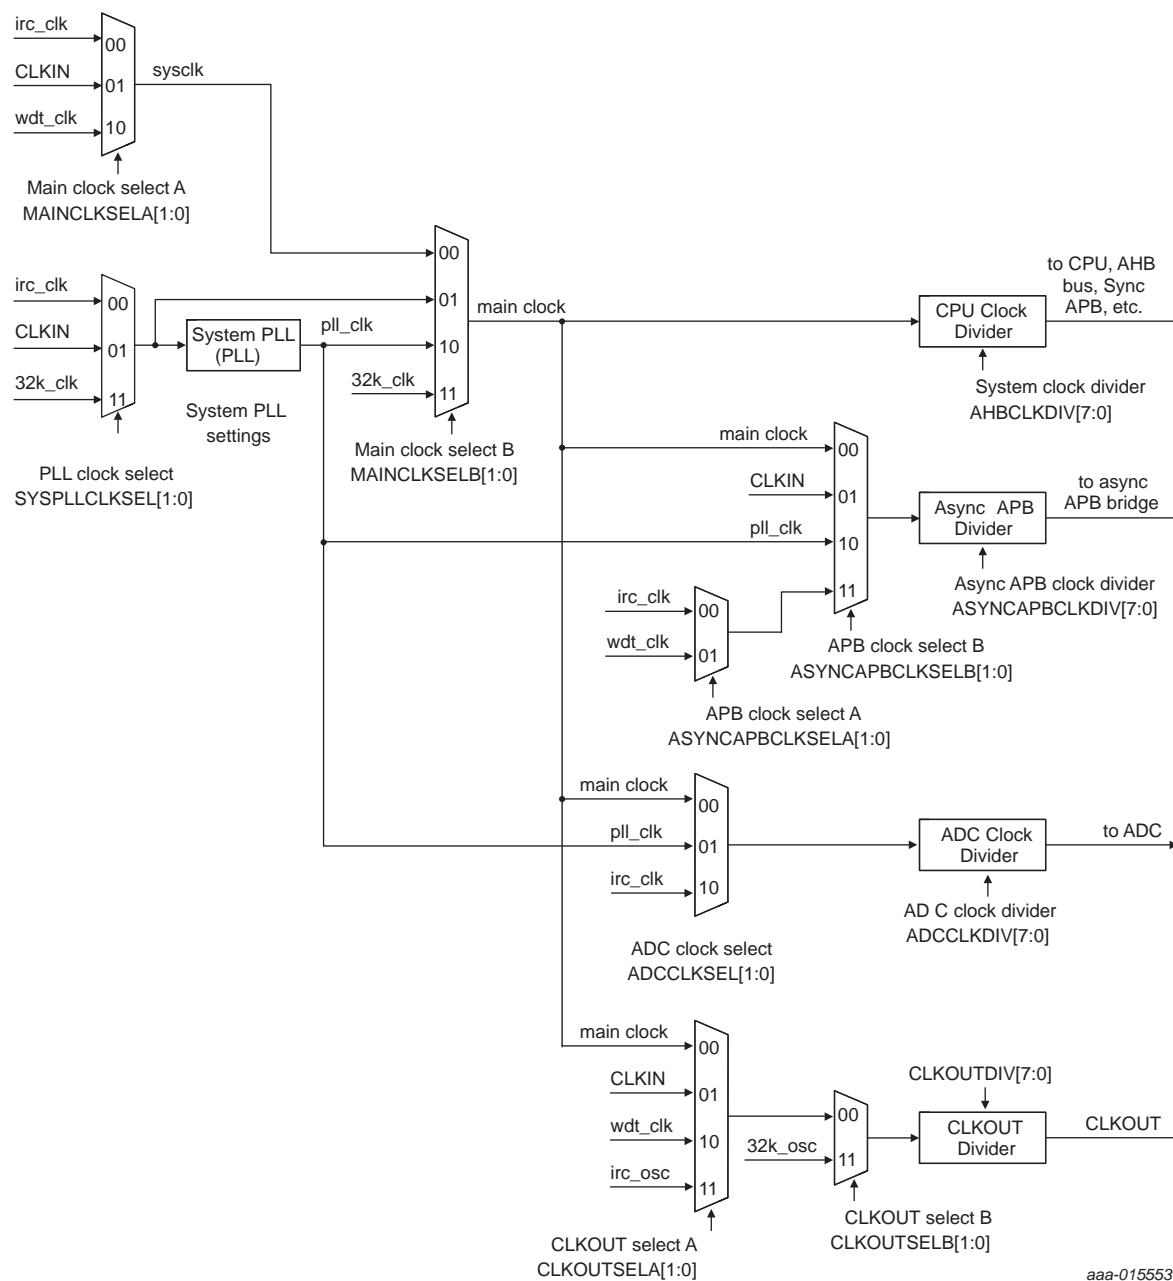 irc_clk
00
CLKIN
01
sysclk
wdt_clk
10
Main clock select A
MAINCLKSELA[1:0]
irc_clk
00
CLKIN
01
32k_clk
11
PLL clock select
SYSPLLCLKSEL[1:0]
System PLL
(PLL)
System PLL
settings
pll_clk
00
01
10
32k_clk
11
Main clock select B
MAINCLKSELB[1:0]
main clock
CPU Clock
Divider
to CPU, AHB
bus, Sync
APB, etc.
System clock divider
AHBCLKDIV[7:0]
main clock
00
CLKIN
01
pll_clk
10
11
irc_clk
00
wdt_clk
01
APB clock select B
ASYNCAPBCLKSELB[1:0]
APB clock select A
ASYNCAPBCLKSELA[1:0]
Async APB
Divider
to async
APB bridge
Async APB clock divider
ASYNCAPBCLKDIV[7:0]
main clock
00
pll_clk
01
irc_clk
10
ADC clock select
ADCCLKSEL[1:0]
ADC Clock
Divider
to ADC
AD C clock divider
ADCCLKDIV[7:0]
main clock
00
CLKIN
01
wdt_clk
10
irc_osc
11
CLKOUT select A
CLKOUTSELA[1:0]
00
32k_osc
11
CLKOUT select B
CLKOUTSELB[1:0]
CLKOUTDIV[7:0]
CLKOUT
Divider
CLKOUT
aaa-015553